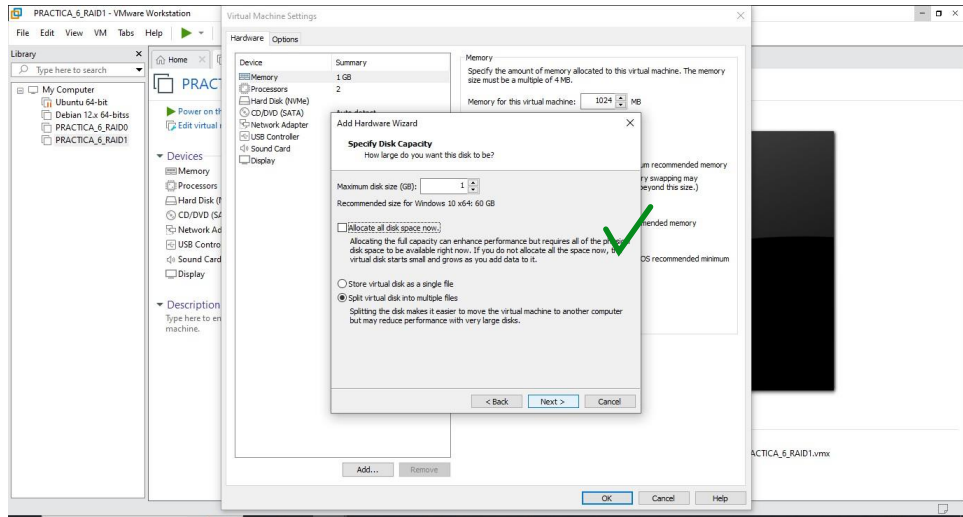 PRACTICA_6_RAID1 - VMware Workstation
File Edit View VM Tabs Help
Library
Type here to search
My Computer
Ubuntu 64-bit
Debian 12.x 64-bitss
PRACTICA_6_RAID0
PRACTICA_6_RAID1
Home
PRAC
Power on th
Edit virtual
Devices
Memory
Processors
Hard Disk (
CD/DVD (SA
Network Ad
USB Contro
Sound Card
Display
Description
Type here to en
machine.
Virtual Machine Settings
Hardware Options
Device Summary
Memory 1 GB
Processors 2
Hard Disk (NVMe)
CD/DVD (SATA)
Network Adapter
USB Controller
Sound Card
Display
Add... Remove
Memory
Specify the amount of memory allocated to this virtual machine. The memory
size must be a multiple of 4 MB.
Memory for this virtual machine: 1024 MB
um recommended memory
ry swapping may
beyond this size.)
mended memory
OS recommended minimum
Add Hardware Wizard
Specify Disk Capacity
How large do you want this disk to be?
Maximum disk size (GB): 1
Recommended size for Windows 10 x64: 60 GB
Allocate all disk space now.
Allocating the full capacity can enhance performance but requires all of the
disk space to be available right now. If you do not allocate all the space now,
virtual disk starts small and grows as you add data to it.
Store virtual disk as a single file
Split virtual disk into multiple files
Splitting the disk makes it easier to move the virtual machine to another computer
but may reduce performance with very large disks.
< Back Next > Cancel
OK Cancel Help
ACTICA_6_RAID1.vmx